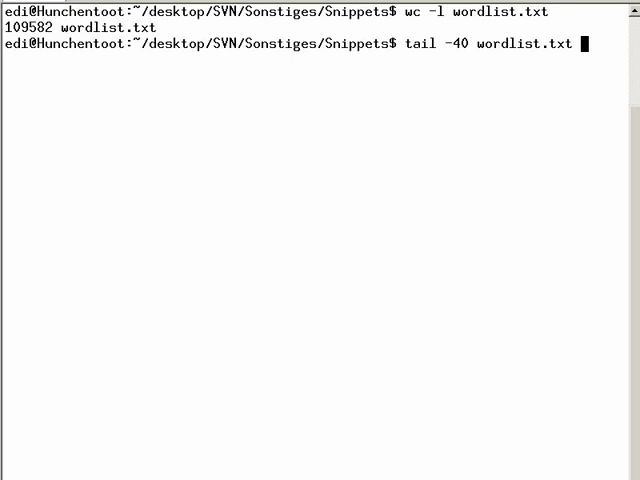 edi@Hunchentoot:~/desktop/SVN/Sonstiges/Snippets$ wc -l wordlist.txt
109582 wordlist.txt
edi@Hunchentoot:~/desktop/SVN/Sonstiges/Snippets$ tail -40 wordlist.txt